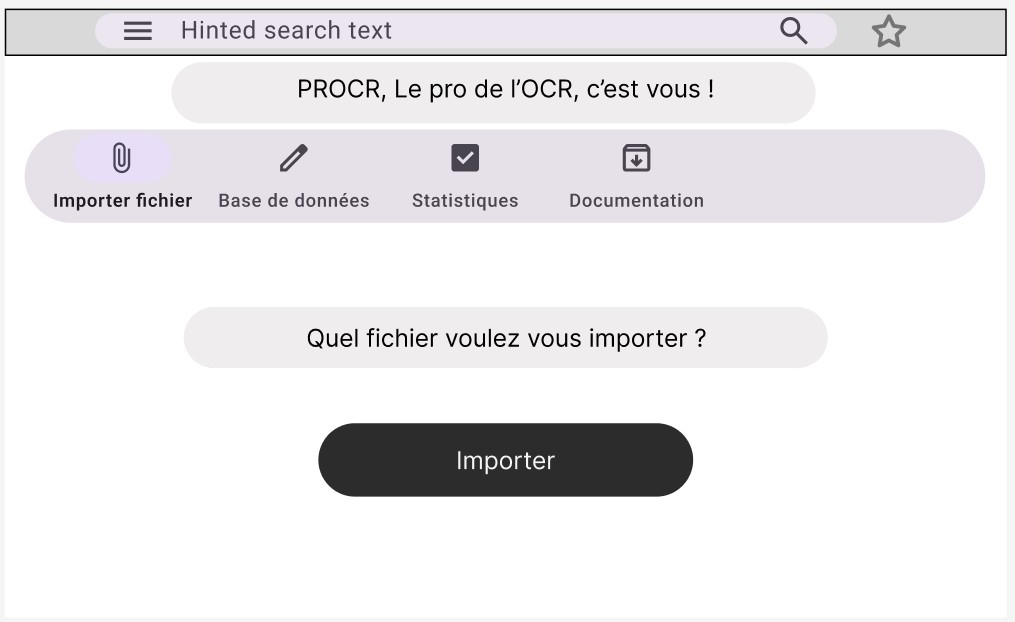 Hinted search text
PROCR, Le pro de l’OCR, c’est vous !
Importer fichier
Base de données
Statistiques
Documentation
Quel fichier voulez vous importer ?
Importer